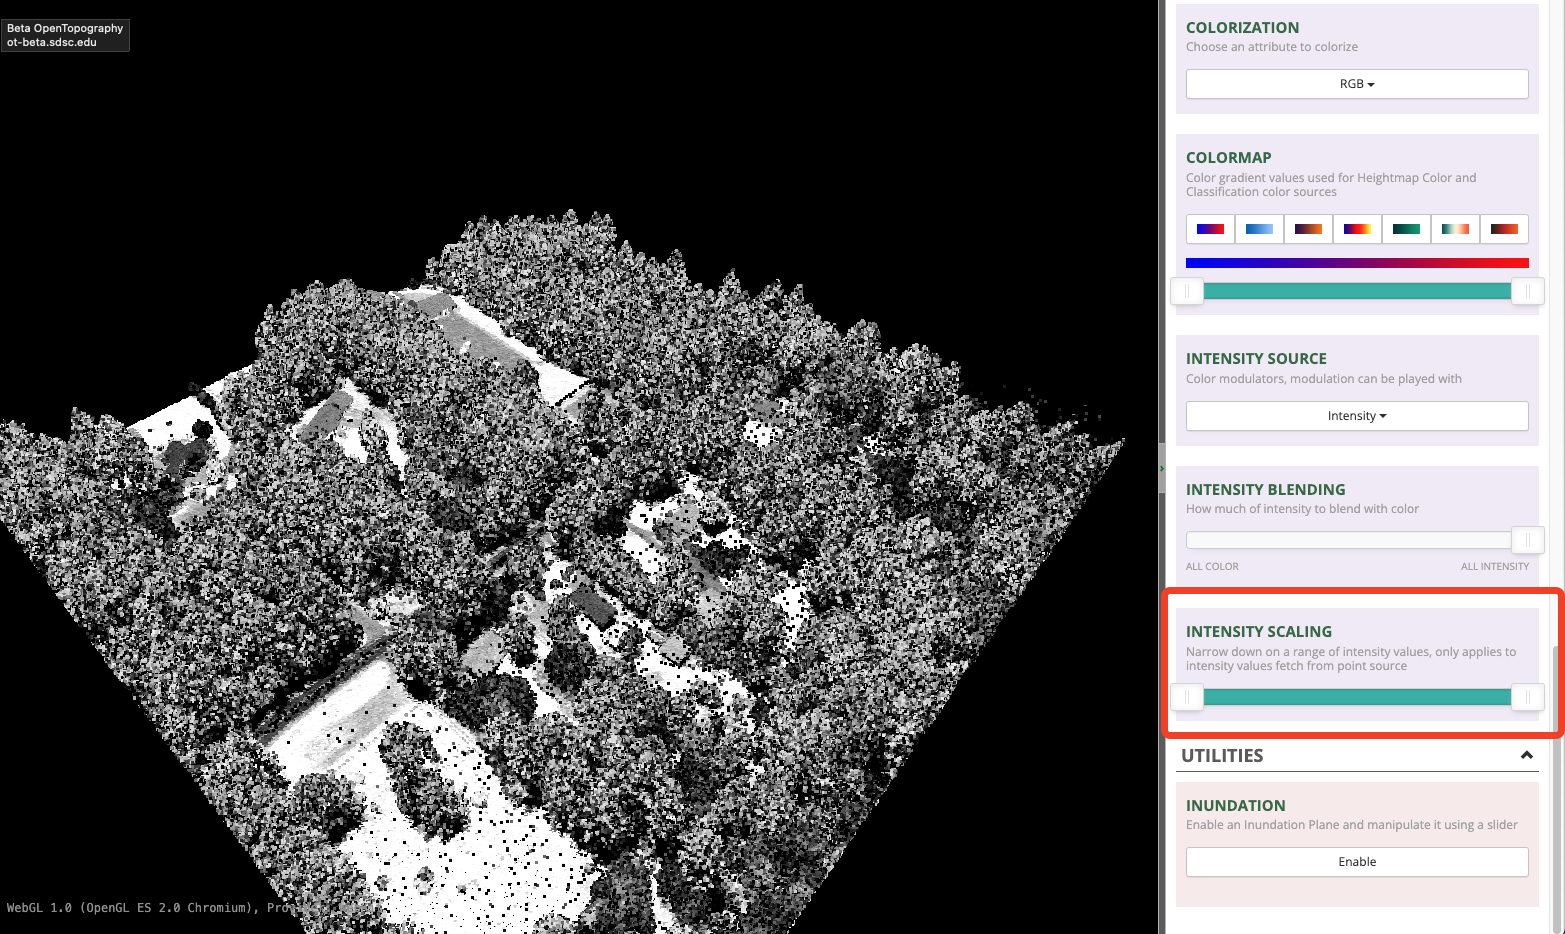 Beta OpenTopography
ot-beta.sdsc.edu
WebGL 1.0 (OpenGL ES 2.0 Chromium),
COLORIZATION
Choose an attribute to colorize
RGB
COLORMAP
Color gradient values used for Heightmap Color and
Classification color sources
INTENSITY SOURCE
Color modulators, modulation can be played with
Intensity
INTENSITY BLENDING
How much of intensity to blend with color
ALL COLOR
ALL INTENSITY
INTENSITY SCALING
Narrow down on a range of intensity values, only applies to
intensity values fetch from point source
UTILITIES
INUNDATION
Enable an Inundation Plane and manipulate it using a slider
Enable